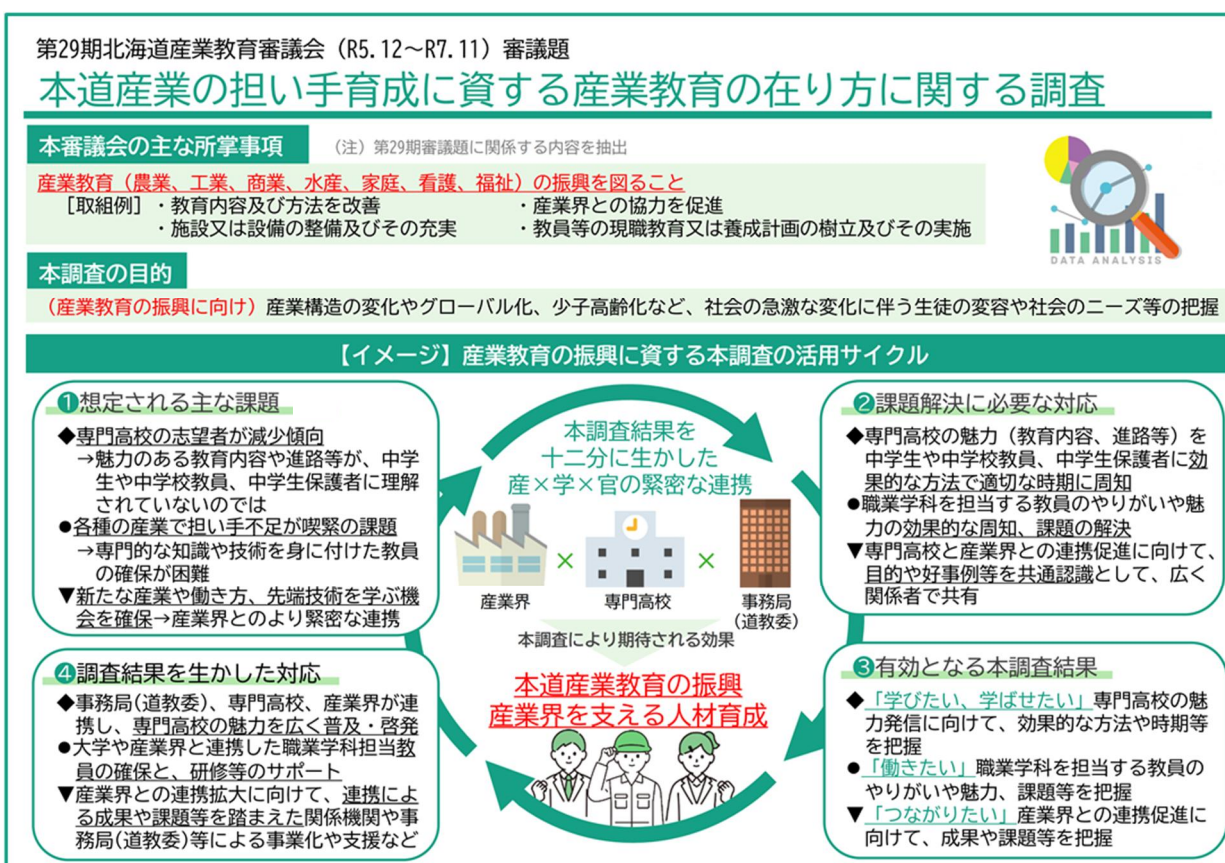 第29期北海道産業教育審議会（R5.12～R7.11）審議題
本道産業の担い手育成に資する産業教育の在り方に関する調査
本審議会の主な所掌事項
（注）第29期審議題に関係する内容を抽出
産業教育（農業、工業、商業、水産、家庭、看護、福祉）の振興を図ること
［取組例］・教育内容及び方法を改善　・産業界との協力を促進
・施設又は設備の整備及びその充実　・教員等の現職教育又は養成計画の樹立及びその実施
DATA ANALYSIS
本調査の目的
（産業教育の振興に向け）産業構造の変化やグローバル化、少子高齢化など、社会の急激な変化に伴う生徒の変容や社会のニーズ等の把握
【イメージ】産業教育の振興に資する本調査の活用サイクル
❶想定される主な課題
◆専門高校の志望者が減少傾向
→魅力のある教育内容や進路等が、中学
生や中学校教員、中学生保護者に理解
されていないのでは
●各種の産業で担い手不足が喫緊の課題
→専門的な知識や技術を身に付けた教員
の確保が困難
▼新たな産業や働き方、先端技術を学ぶ機
会を確保→産業界とのより緊密な連携
本調査結果を
十二分に生かした
産×学×官の緊密な連携
×
×
産業界
専門高校
事務局
（道教委）
本調査により期待される効果
本道産業教育の振興
産業界を支える人材育成
❷課題解決に必要な対応
◆専門高校の魅力（教育内容、進路等）を
中学生や中学校教員、中学生保護者に効
果的な方法で適切な時期に周知
●職業学科を担当する教員のやりがいや魅
力の効果的な周知、課題の解決
▼専門高校と産業界との連携促進に向けて、
目的や好事例等を共通認識として、広く
関係者で共有
❸有効となる本調査結果
◆「学びたい、学ばせたい」専門高校の魅
力発信に向けて、効果的な方法や時期等
を把握
●「働きたい」職業学科を担当する教員の
やりがいや魅力、課題等を把握
▼「つながりたい」産業界との連携促進に
向けて、成果や課題等を把握
❹調査結果を生かした対応
◆事務局(道教委)、専門高校、産業界が連
携し、専門高校の魅力を広く普及・啓発
●大学や産業界と連携した職業学科担当教
員の確保と、研修等のサポート
▼産業界との連携拡大に向けて、連携によ
る成果や課題等を踏まえた関係機関や事
務局(道教委)等による事業化や支援など